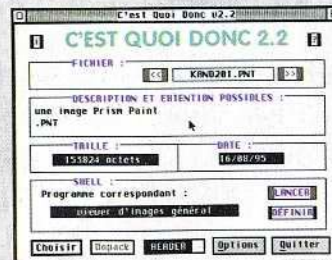 C'est Quoi Donc v2.2
C'EST QUOI DONC 2.2
FICHIER :
<< KAND201.PNT >>
DESCRIPTION ET EHTENTION POSSIBLES :
une image Prism Paint
.PNT
TAILLE : DATE :
153824 octets 16/08/95
SHELL :
Programme correspondant : LANCER
viewer d'images général DÉFINIR
Choisir Depack HEADER Options Quitter